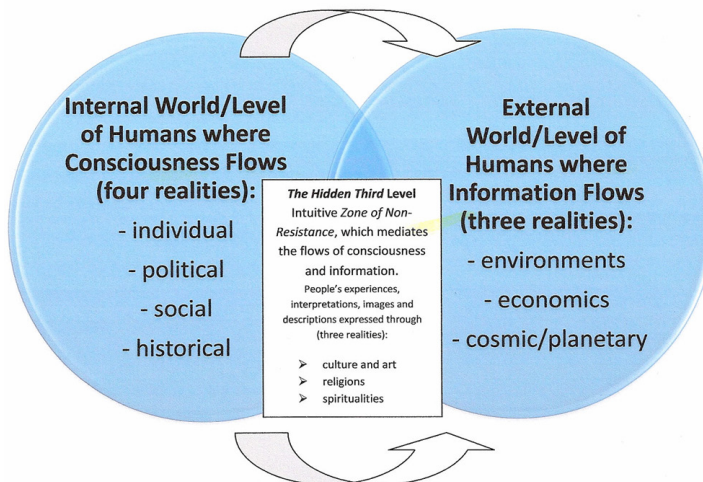 Internal World/Level
of Humans where
Consciousness Flows
(four realities):
- individual
- political
- social
- historical
The Hidden Third Level
Intuitive Zone of Non-
Resistance, which mediates
the flows of consciousness
and information.
People's experiences,
interpretations, images and
descriptions expressed through
(three realities):
➢ culture and art
➢ religions
➢ spiritualities
External
World/Level of
Humans where
Information Flows
(three realities):
- environments
- economics
- cosmic/planetary